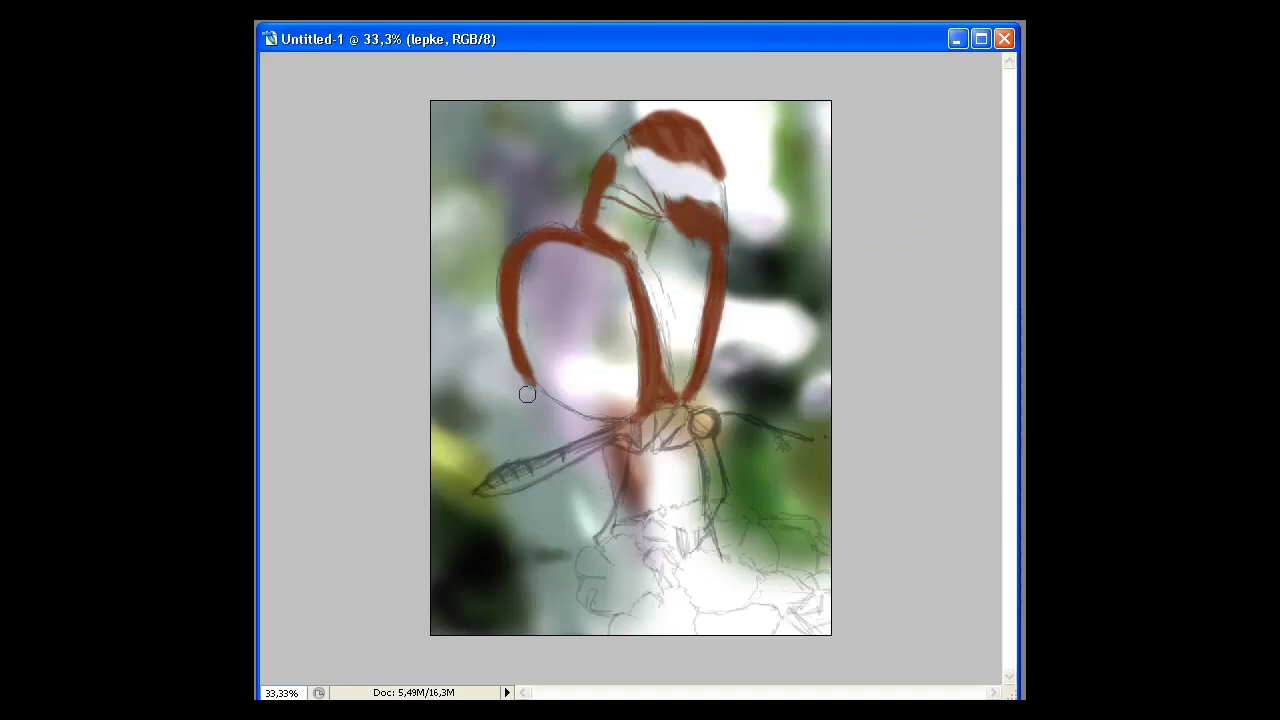 Untitled-1 @ 33,3% (lepke, RGB/8)
33,33%
Doc: 5,49M/16,3M